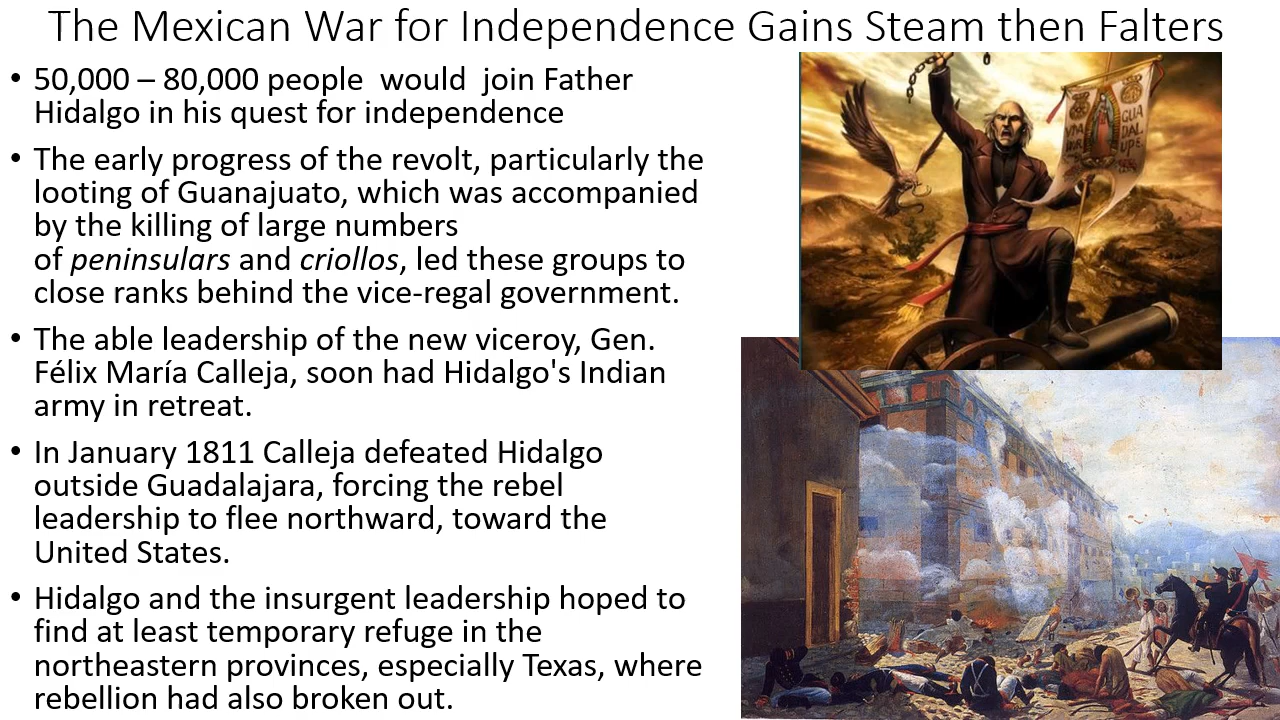 The Mexican War for Independence Gains Steam then Falters
• 50,000 – 80,000 people would join Father
Hidalgo in his quest for independence
• The early progress of the revolt, particularly the
looting of Guanajuato, which was accompanied
by the killing of large numbers
of peninsulars and criollos, led these groups to
close ranks behind the vice-regal government.
• The able leadership of the new viceroy, Gen.
Félix María Calleja, soon had Hidalgo's Indian
army in retreat.
• In January 1811 Calleja defeated Hidalgo
outside Guadalajara, forcing the rebel
leadership to flee northward, toward the
United States.
• Hidalgo and the insurgent leadership hoped to
find at least temporary refuge in the
northeastern provinces, especially Texas, where
rebellion had also broken out.
GUA
DAL
UPE